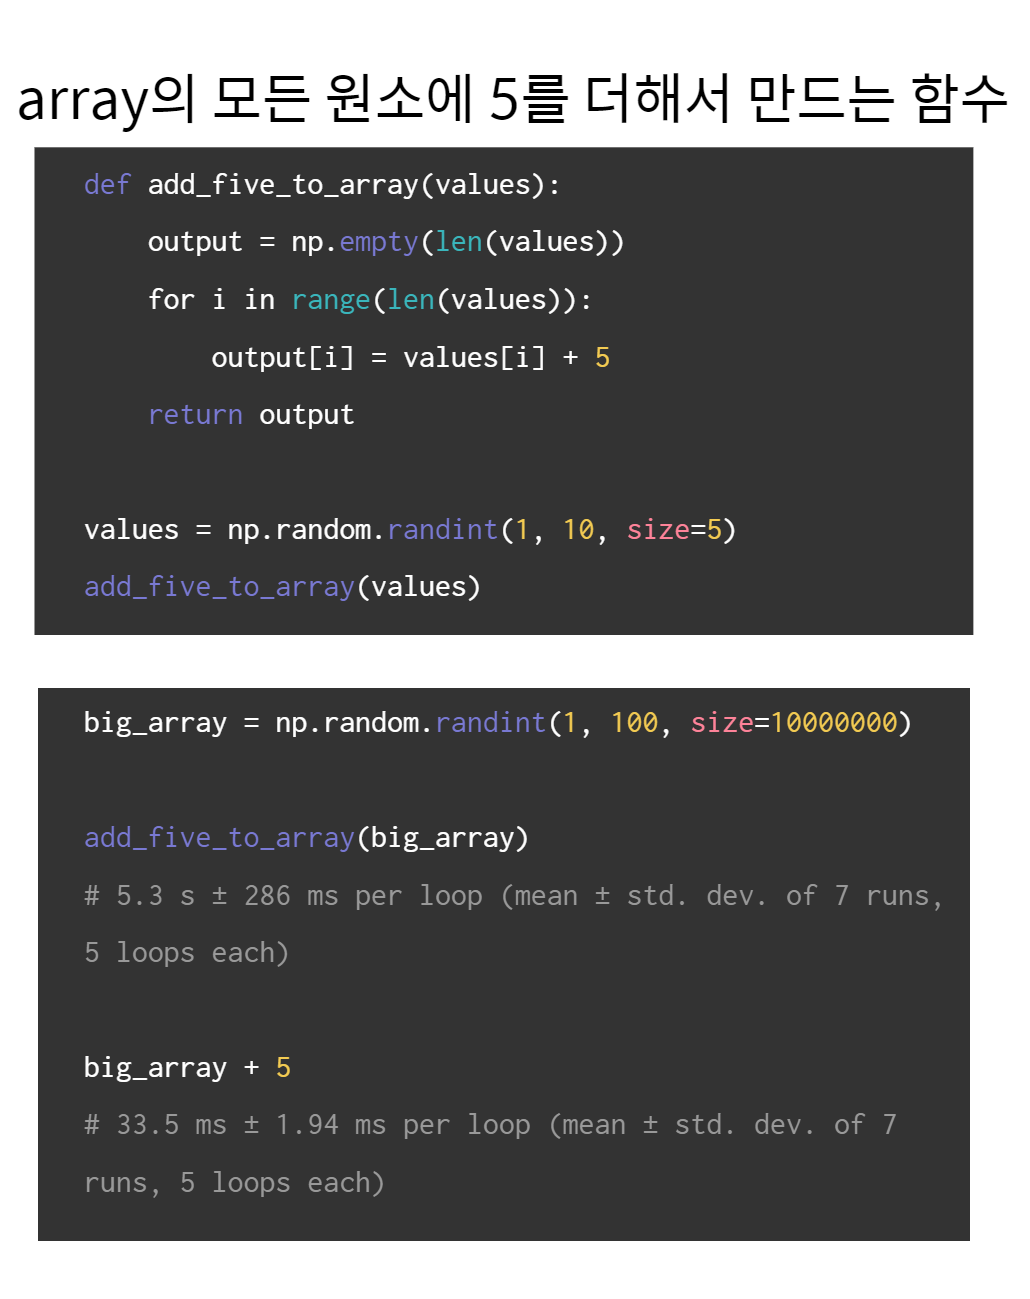 array의 모든 원소에 5를 더해서 만드는 함수
def add_five_to_array(values):
    output = np.empty(len(values))
    for i in range(len(values)):
        output[i] = values[i] + 5
    return output
values = np.random.randint(1, 10, size=5)
add_five_to_array(values)
big_array = np.random.randint(1, 100, size=10000000)
add_five_to_array(big_array)
# 5.3 s ± 286 ms per loop (mean ± std. dev. of 7 runs,
5 loops each)
big_array + 5
# 33.5 ms ± 1.94 ms per loop (mean ± std. dev. of 7
runs, 5 loops each)